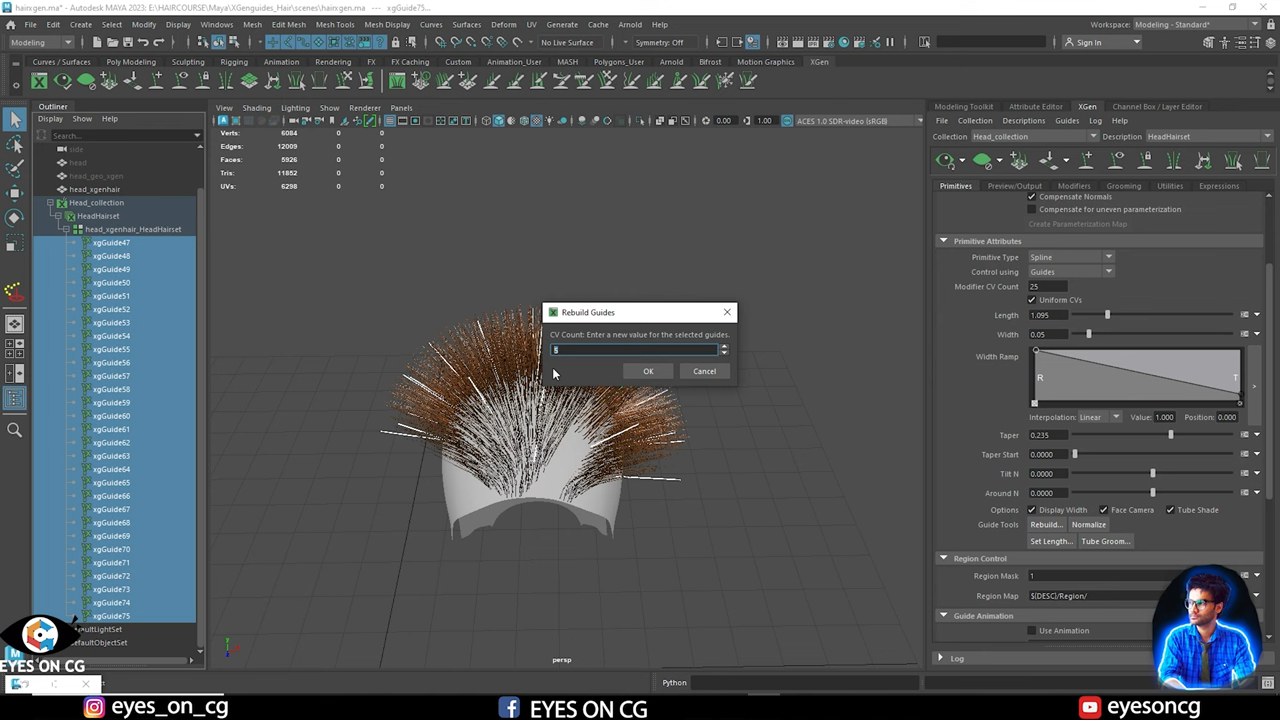 hairxgen.ma* - Autodesk MAYA 2023: E:\HAIRCOURSE\Maya\XGenguides_Hair\scenes\hairxgen.ma --- xgGuide75...
File Edit Create Select Modify Display Windows Mesh Edit Mesh Mesh Tools Mesh Display Curves Surfaces Deform UV Generate Cache Arnold Help
Workspace: Modeling - Standard*
Modeling
No Live Surface
Symmetry: Off
Sign In
Curves / Surfaces Poly Modeling Sculpting Rigging Animation Rendering FX FX Caching Custom Animation_User MASH Polygons_User Arnold Bifrost Motion Graphics XGen
Outliner
Display Show Help
Search...
side
head
head_geo_xgen
head_xgenhair
Head_collection
HeadHairset
head_xgenhair_HeadHairset
xgGuide47
xgGuide48
xgGuide49
xgGuide50
xgGuide51
xgGuide52
xgGuide53
xgGuide54
xgGuide55
xgGuide56
xgGuide57
xgGuide58
xgGuide59
xgGuide60
xgGuide61
xgGuide62
xgGuide63
xgGuide64
xgGuide65
xgGuide66
xgGuide67
xgGuide68
xgGuide69
xgGuide70
xgGuide71
xgGuide72
xgGuide73
xgGuide74
xgGuide75
defaultLightSet
defaultObjectSet
View Shading Lighting Show Renderer Panels
0.00 1.00 ACES 1.0 SDR-video (sRGB)
Verts: 6084 0 0
Edges: 12009 0 0
Faces: 5926 0 0
Tris: 11852 0 0
UVs: 6298 0 0
Rebuild Guides
CV Count: Enter a new value for the selected guides.
5
OK Cancel
persp
Modeling Toolkit Attribute Editor XGen Channel Box / Layer Editor
File Collection Descriptions Guides Log Help
Collection Head_collection Description HeadHairset
Primitives Preview/Output Modifiers Grooming Utilities Expressions
Compensate Normals
Compensate for uneven parameterization
Create Parameterization Map
Primitive Attributes
Primitive Type Spline
Control using Guides
Modifier CV Count 25
Uniform CVs
Length 1.095
Width 0.05
Width Ramp
R T
Interpolation: Linear Value: 1.000 Position: 0.000
Taper 0.235
Taper Start 0.0000
Tilt N 0.0000
Around N 0.0000
Options Display Width Face Camera Tube Shade
Guide Tools Rebuild... Normalize
Set Length... Tube Groom...
Region Control
Region Mask 1
Region Map ${DESC}/Region/
Guide Animation
Use Animation
Log
Python
EYES ON CG
eyes_on_cg
EYES ON CG
eyesoncg